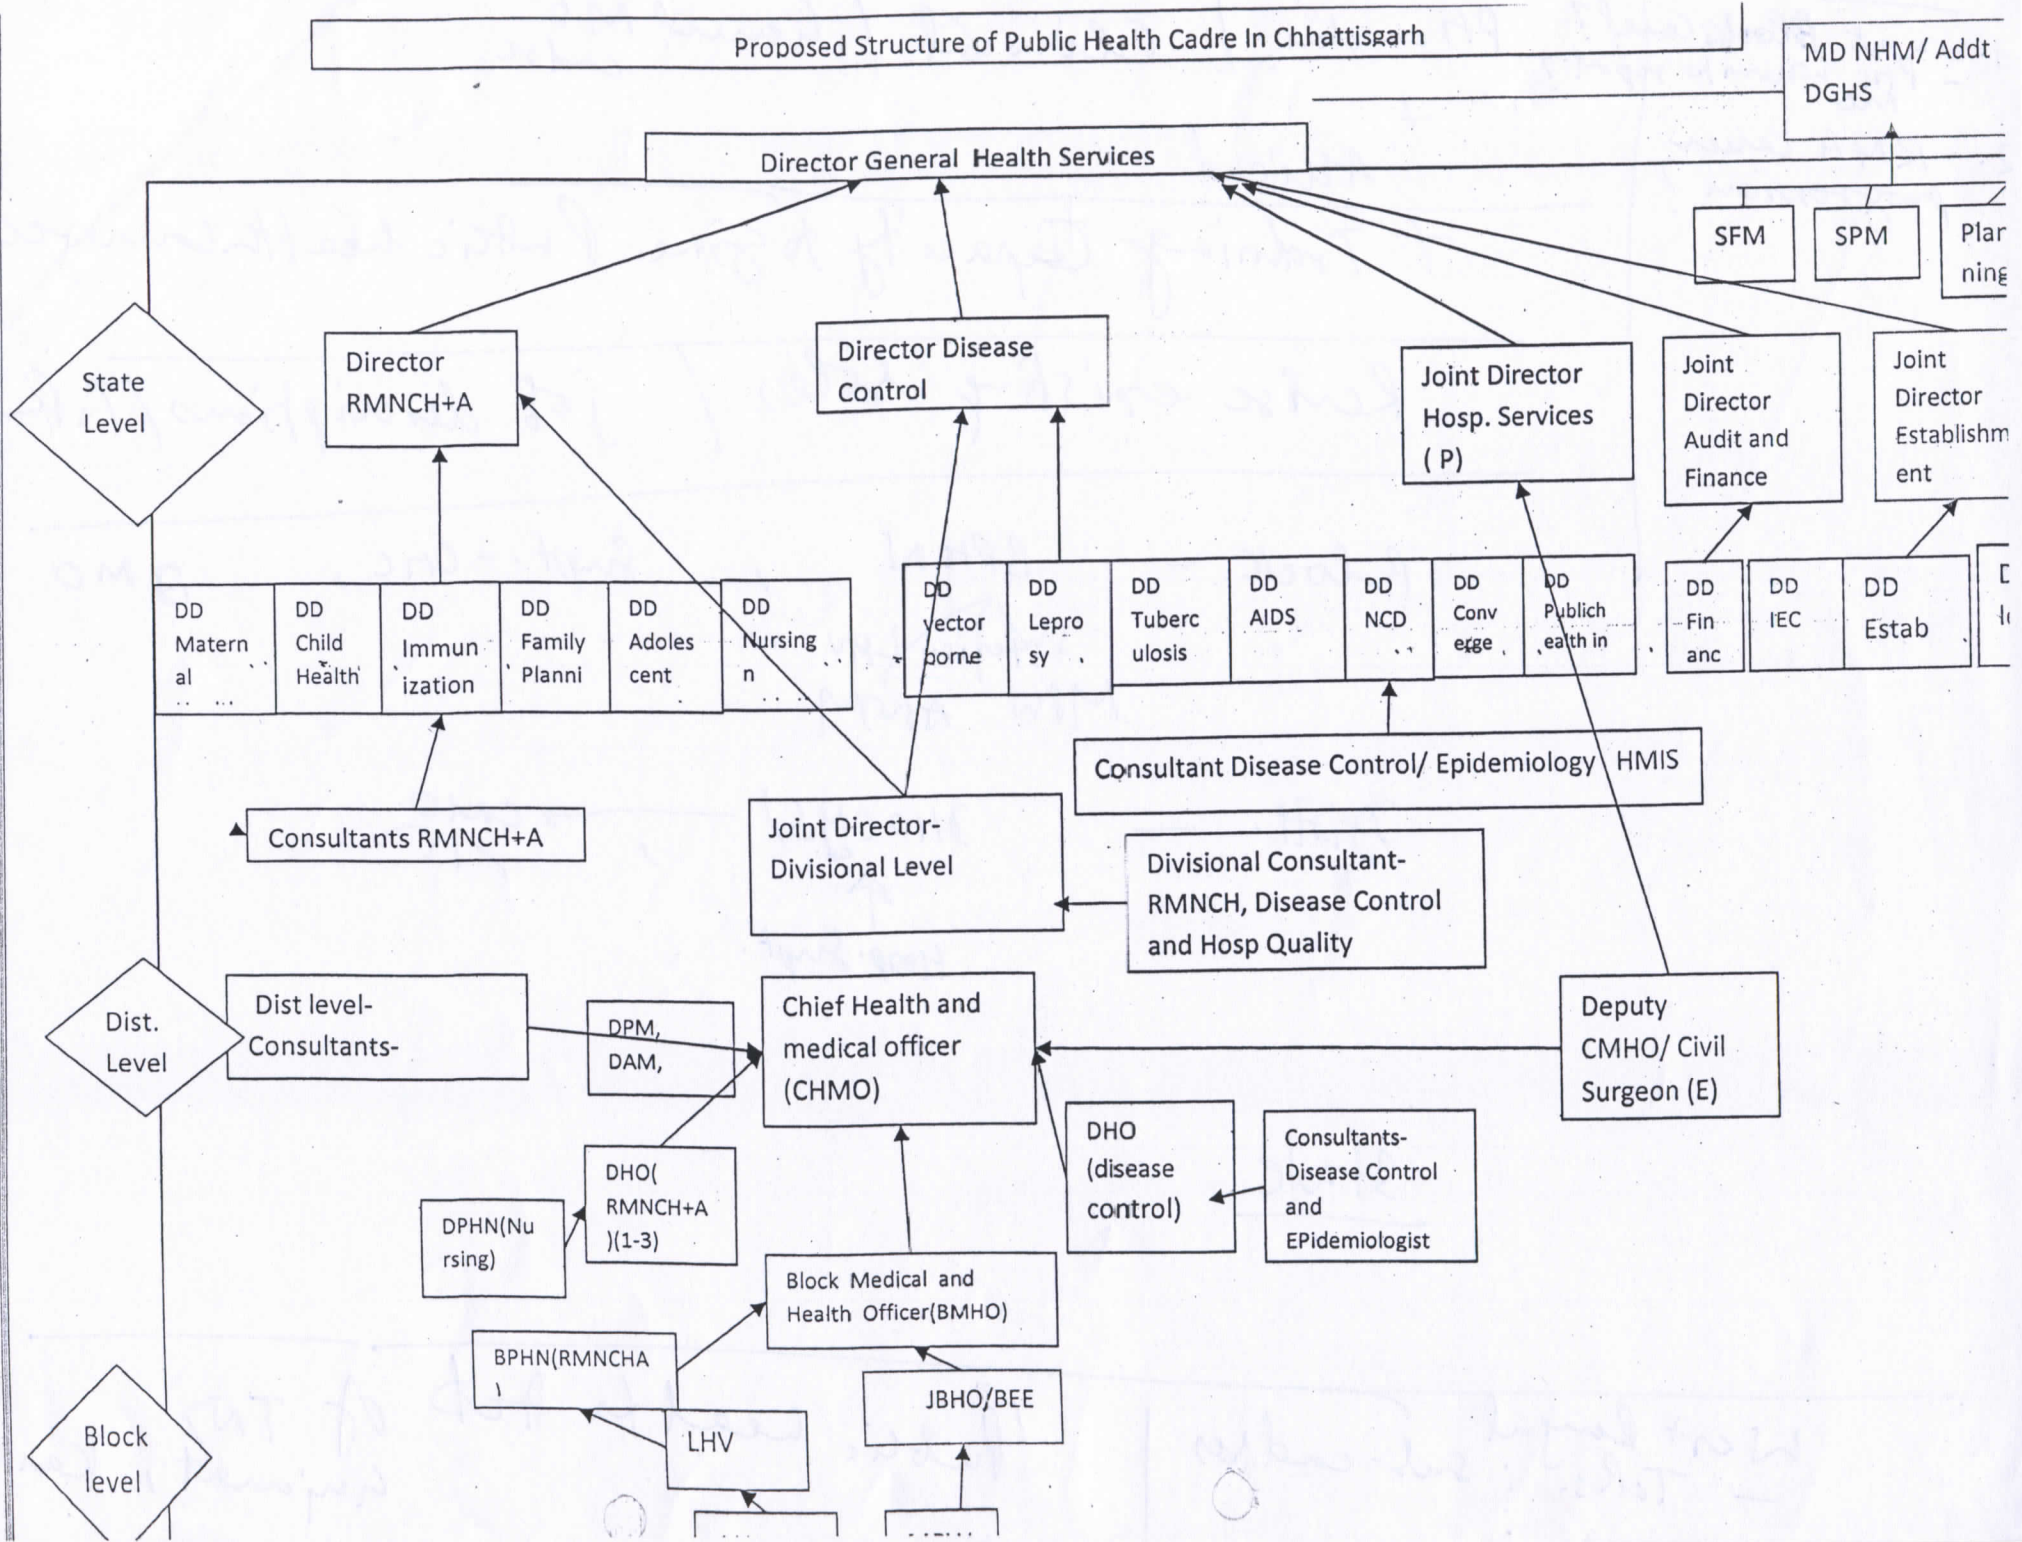 Proposed Structure of Public Health Cadre In Chhattisgarh
MD NHM/ Addt
DGHS
Director General Health Services
SFM
SPM
Plan
ning
State
Level
Director
RMNCH+A
Director Disease
Control
Joint Director
Hosp. Services
( P)
Joint
Director
Audit and
Finance
Joint
Director
Establishm
ent
DD
Matern
al
DD
Child
Health
DD
Immun
ization
DD
Family
Planni
DD
Adoles
cent
DD
Nursing
n
DD
vector
borne
DD
Lepro
sy
DD
Tuberc
ulosis
DD
AIDS
DD
NCD
DD
Conv
erge
DD
Publich
ealth in
DD
Fin
anc
DD
IEC
DD
Estab
Consultant Disease Control/ Epidemiology HMIS
Consultants RMNCH+A
Joint Director-
Divisional Level
Divisional Consultant-
RMNCH, Disease Control
and Hosp Quality
Dist.
Level
Dist level-
Consultants-
DPM,
DAM,
Chief Health and
medical officer
(CHMO)
Deputy
CMHO/ Civil
Surgeon (E)
DHO(
RMNCH+A
)(1-3)
DPHN(Nu
rsing)
DHO
(disease
control)
Consultants-
Disease Control
and
EPidemiologist
Block Medical and
Health Officer(BMHO)
BPHN(RMNCHA
)
JBHO/BEE
LHV
Block
level